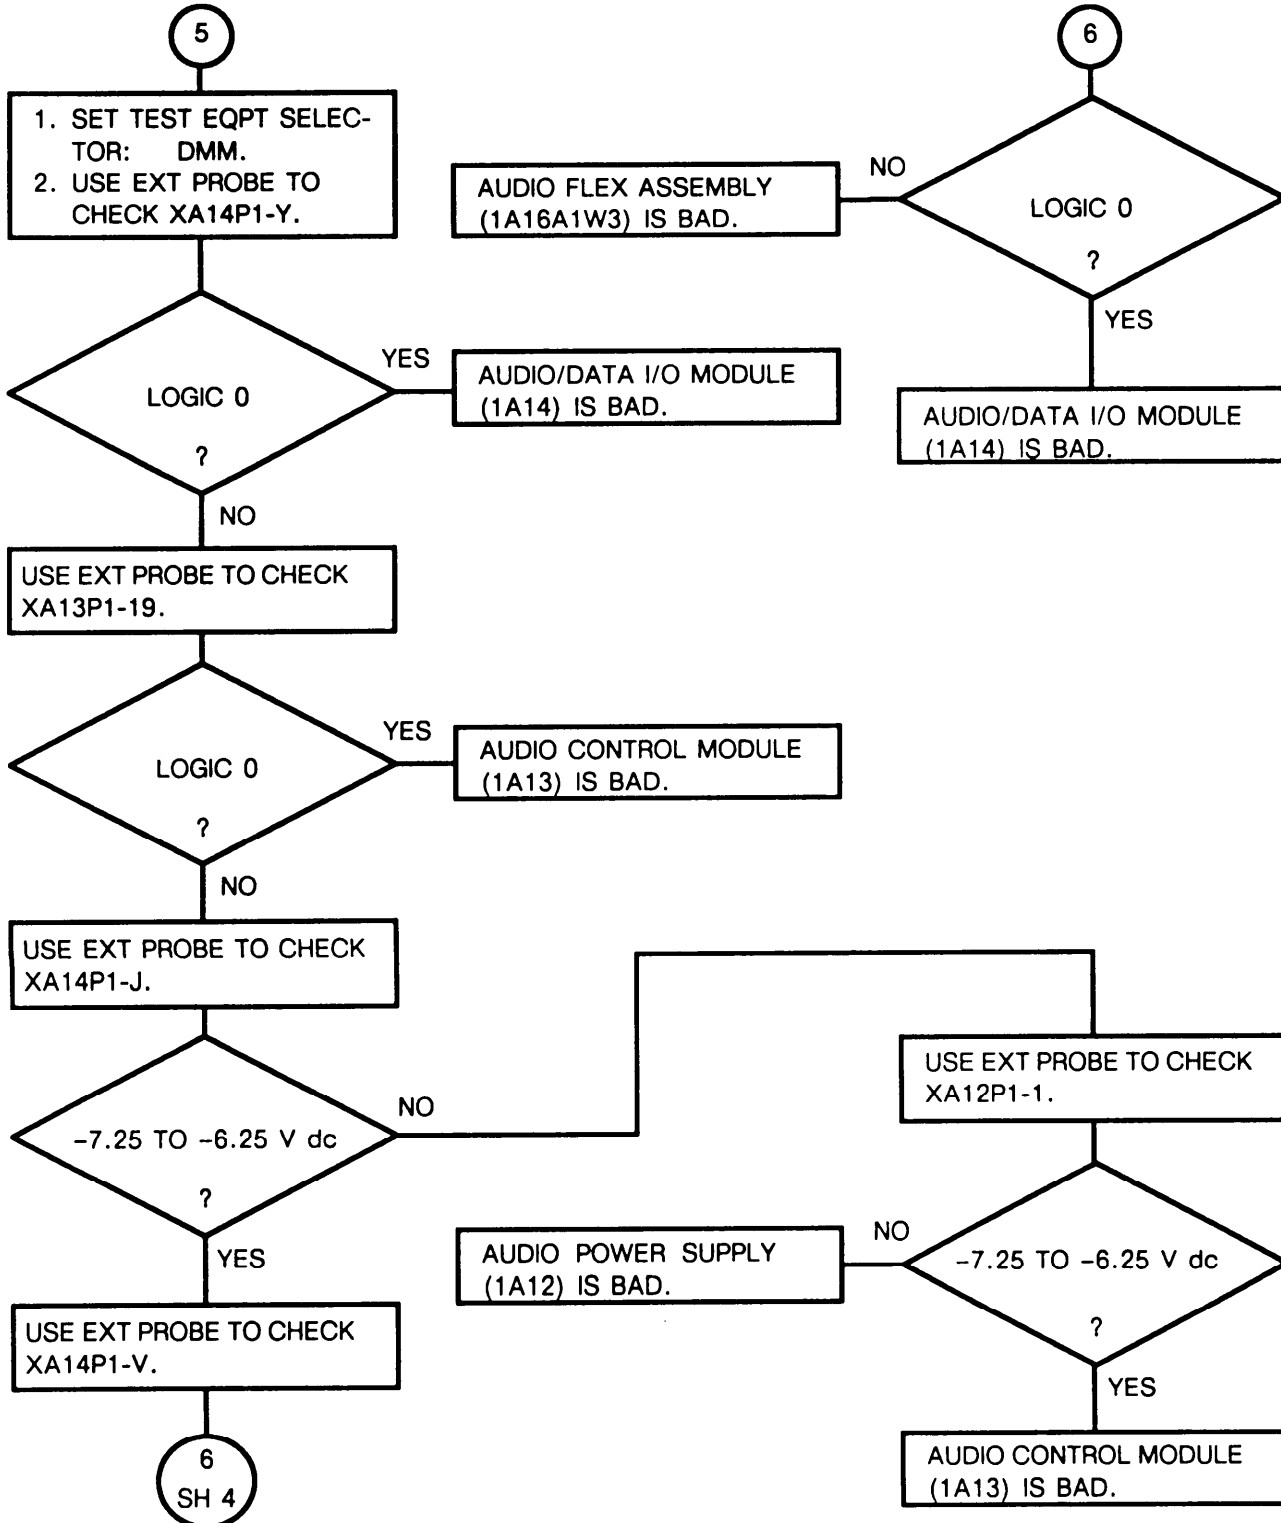 5
1. SET TEST EQPT SELEC-
TOR: DMM.
2. USE EXT PROBE TO
CHECK XA14P1-Y.
LOGIC 0
?
YES
AUDIO/DATA I/O MODULE
(1A14) IS BAD.
NO
USE EXT PROBE TO CHECK
XA13P1-19.
LOGIC 0
?
YES
AUDIO CONTROL MODULE
(1A13) IS BAD.
NO
USE EXT PROBE TO CHECK
XA14P1-J.
-7.25 TO -6.25 V dc
?
NO
YES
USE EXT PROBE TO CHECK
XA14P1-V.
6
SH 4
6
LOGIC 0
?
NO
AUDIO FLEX ASSEMBLY
(1A16A1W3) IS BAD.
YES
AUDIO/DATA I/O MODULE
(1A14) IS BAD.
USE EXT PROBE TO CHECK
XA12P1-1.
-7.25 TO -6.25 V dc
?
NO
AUDIO POWER SUPPLY
(1A12) IS BAD.
YES
AUDIO CONTROL MODULE
(1A13) IS BAD.